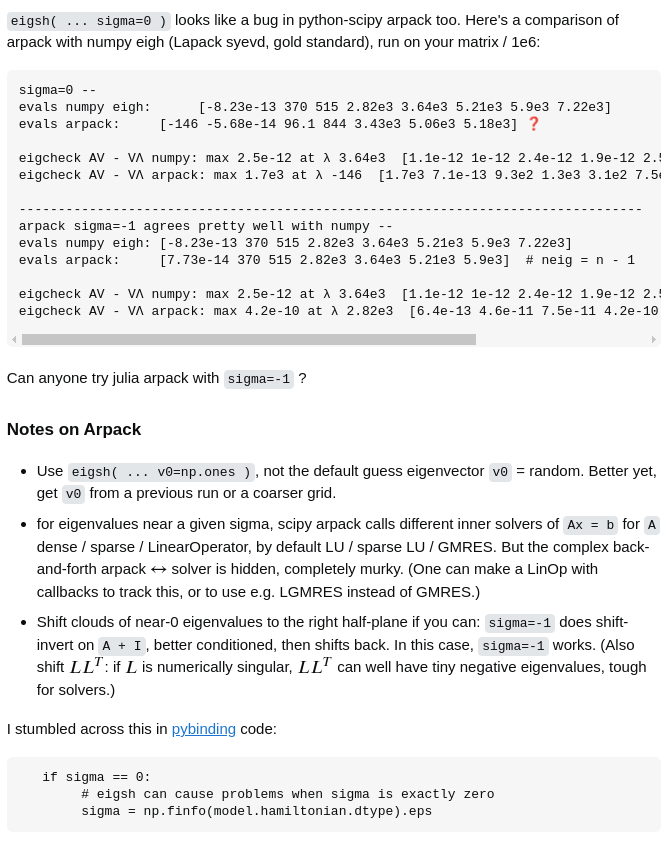 eigsh( ... sigma=0 ) looks like a bug in python-scipy arpack too. Here's a comparison of
arpack with numpy eigh (Lapack syevd, gold standard), run on your matrix / 1e6:
sigma=0 --
evals numpy eigh:      [-8.23e-13 370 515 2.82e3 3.64e3 5.21e3 5.9e3 7.22e3]
evals arpack:     [-146 -5.68e-14 96.1 844 3.43e3 5.06e3 5.18e3] ❓
eigcheck AV - VΛ numpy: max 2.5e-12 at λ 3.64e3  [1.1e-12 1e-12 2.4e-12 1.9e-12 2.5
eigcheck AV - VΛ arpack: max 1.7e3 at λ -146  [1.7e3 7.1e-13 9.3e2 1.3e3 3.1e2 7.5e
--------------------------------------------------------------------------------
arpack sigma=-1 agrees pretty well with numpy --
evals numpy eigh: [-8.23e-13 370 515 2.82e3 3.64e3 5.21e3 5.9e3 7.22e3]
evals arpack:     [7.73e-14 370 515 2.82e3 3.64e3 5.21e3 5.9e3]  # neig = n - 1
eigcheck AV - VΛ numpy: max 2.5e-12 at λ 3.64e3  [1.1e-12 1e-12 2.4e-12 1.9e-12 2.5
eigcheck AV - VΛ arpack: max 4.2e-10 at λ 2.82e3  [6.4e-13 4.6e-11 7.5e-11 4.2e-10
Can anyone try julia arpack with sigma=-1 ?
Notes on Arpack
• Use eigsh( ... v0=np.ones ), not the default guess eigenvector v0 = random. Better yet,
get v0 from a previous run or a coarser grid.
• for eigenvalues near a given sigma, scipy arpack calls different inner solvers of Ax = b for A
dense / sparse / LinearOperator, by default LU / sparse LU / GMRES. But the complex back-
and-forth arpack ↔ solver is hidden, completely murky. (One can make a LinOp with
callbacks to track this, or to use e.g. LGMRES instead of GMRES.)
• Shift clouds of near-0 eigenvalues to the right half-plane if you can: sigma=-1 does shift-
invert on A + I, better conditioned, then shifts back. In this case, sigma=-1 works. (Also
shift LL^T: if L is numerically singular, LL^T can well have tiny negative eigenvalues, tough
for solvers.)
I stumbled across this in pybinding code:
if sigma == 0:
# eigsh can cause problems when sigma is exactly zero
sigma = np.finfo(model.hamiltonian.dtype).eps